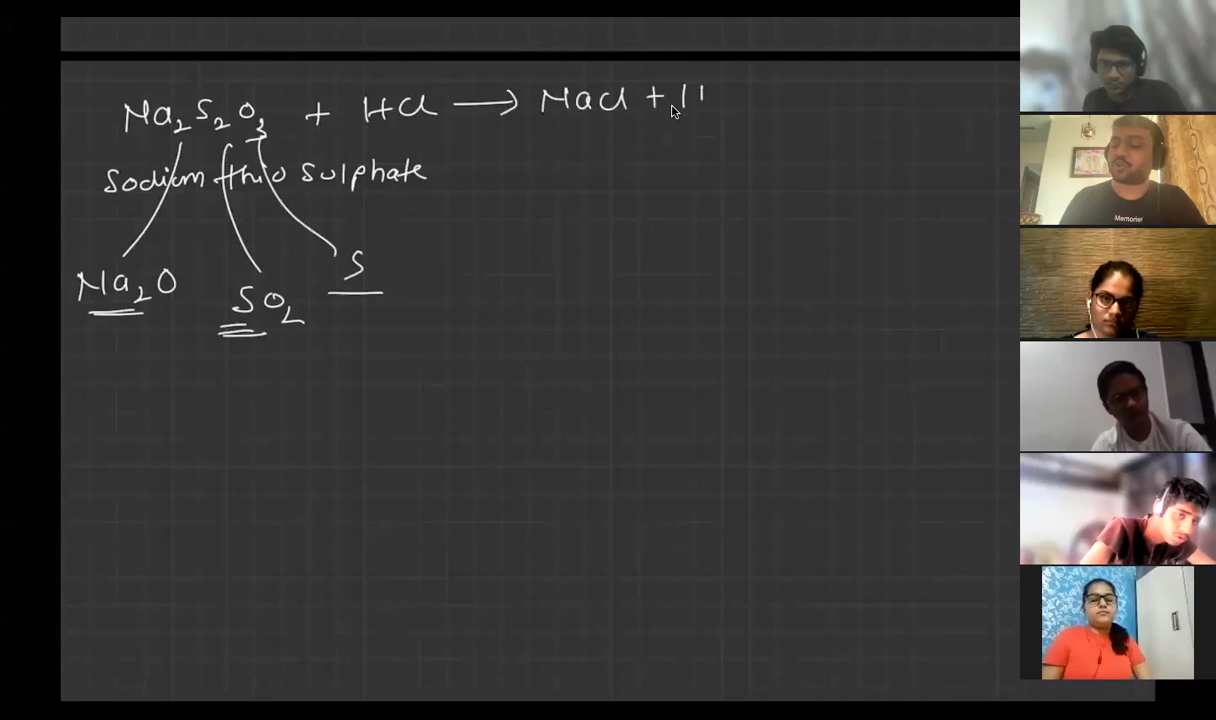 Na2S2O3 + HCl ⟶ NaCl +
Sodium thio sulphate
Na2O SO2 S